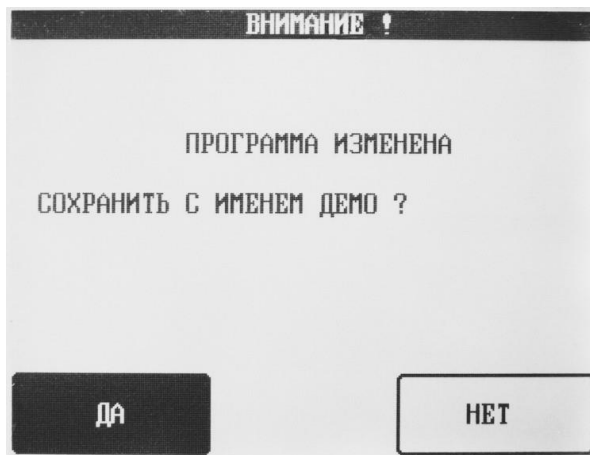 ВНИМАНИЕ !
ПРОГРАММА ИЗМЕНЕНА
СОХРАНИТЬ С ИМЕНЕМ ДЕМО ?
ДА
НЕТ